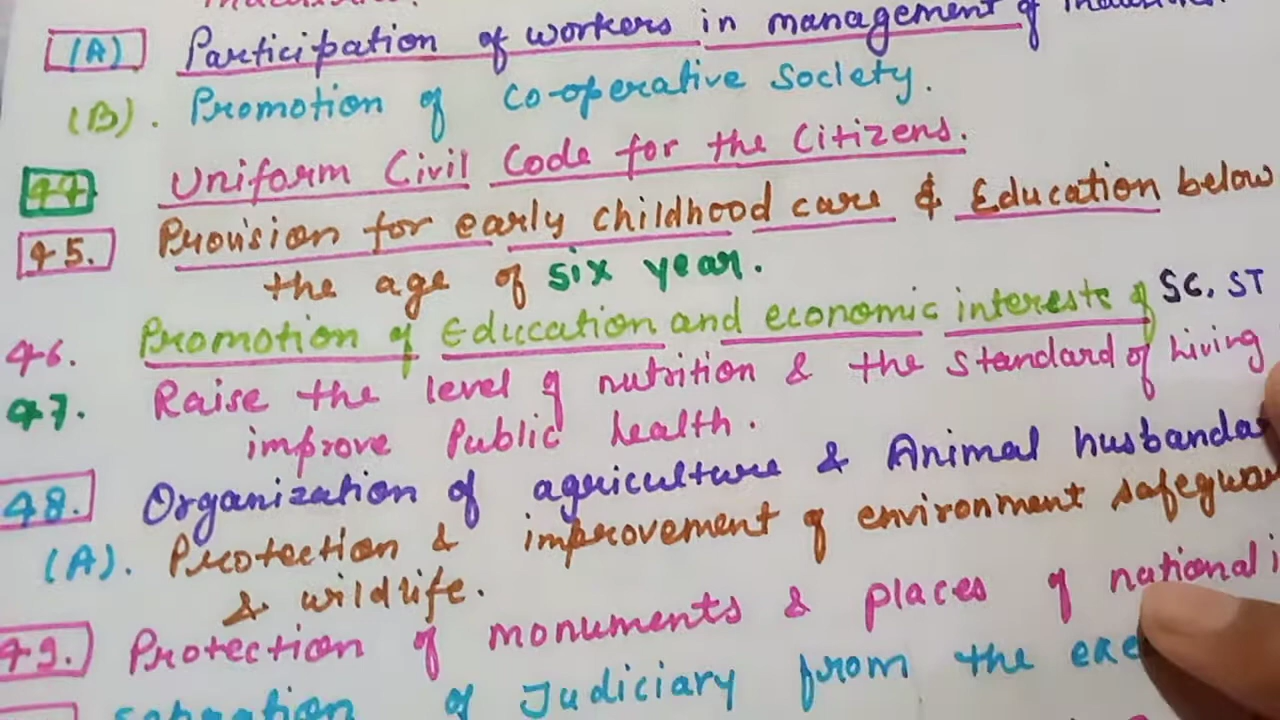 (A) Participation of workers in management of
(B). Promotion of Co-operative Society.
44 Uniform Civil Code for the Citizens.
45. Provision for early childhood care & Education below
the age of six year.
46. Promotion of Education and economic interests of SC, ST
47. Raise the level of nutrition & the standard of living
improve Public health.
48. Organization of agriculture & Animal husbanda
(A). Protection & improvement of environment safegua
& wildlife.
49. Protection of monuments & places of national i
of Judiciary from the exe